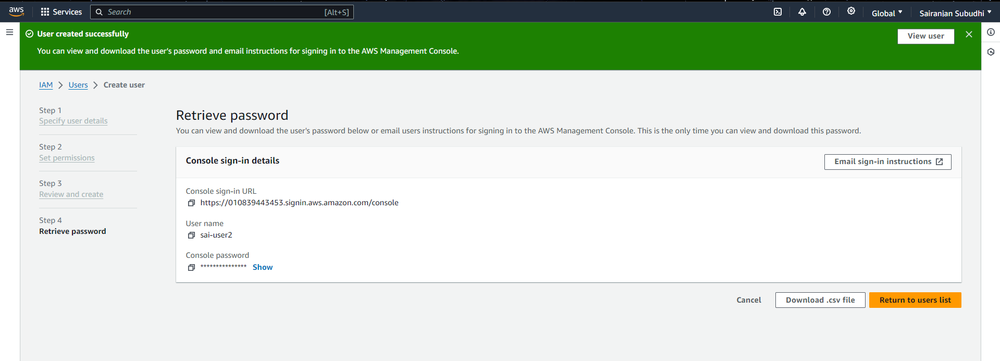 aws Services Search [Alt+S] Global Sairanjan Subudhi
User created successfully View user
You can view and download the user's password and email instructions for signing in to the AWS Management Console.
IAM Users Create user
Step 1
Specify user details
Step 2
Set permissions
Step 3
Review and create
Step 4
Retrieve password
Retrieve password
You can view and download the user's password below or email users instructions for signing in to the AWS Management Console. This is the only time you can view and download this password.
Console sign-in details Email sign-in instructions
Console sign-in URL
https://010839443453.signin.aws.amazon.com/console
User name
sai-user2
Console password
*************** Show
Cancel Download .csv file Return to users list